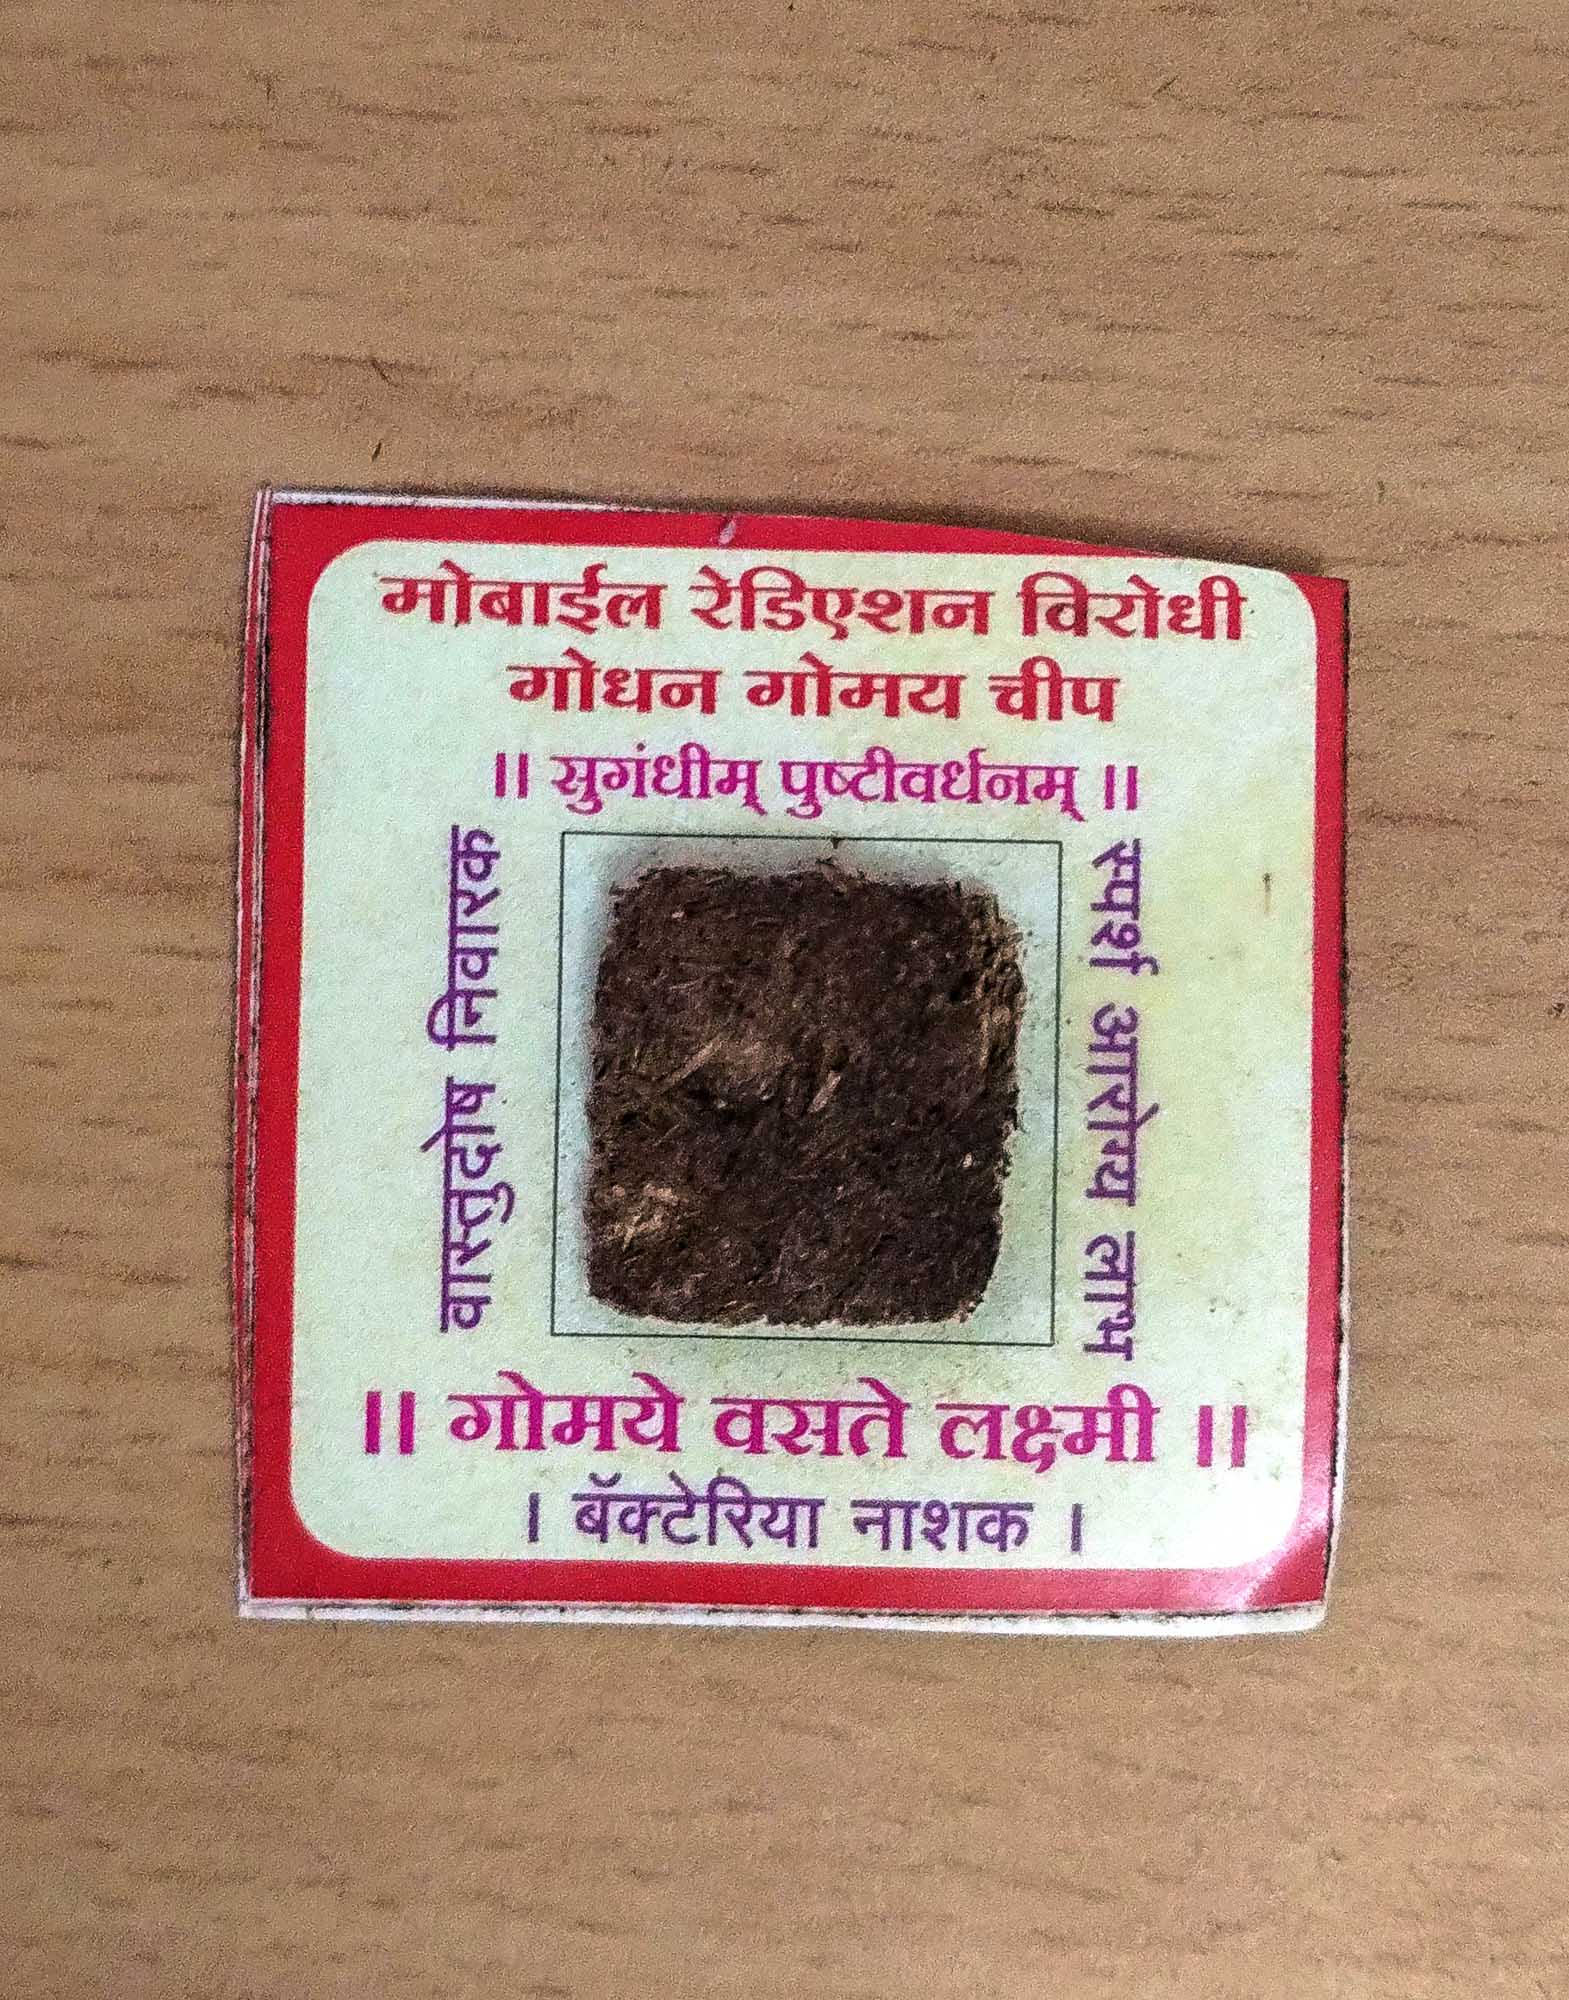 मोबाईल रेडिएशन विरोधी
गोधन गोमय चीप
॥ सुगंधीम् पुष्टीवर्धनम् ॥
वास्तुदोष निवारक
स्पर्श आरोग्य लाभ
॥ गोमये वसते लक्ष्मी ॥
। बॅक्टेरिया नाशक ।